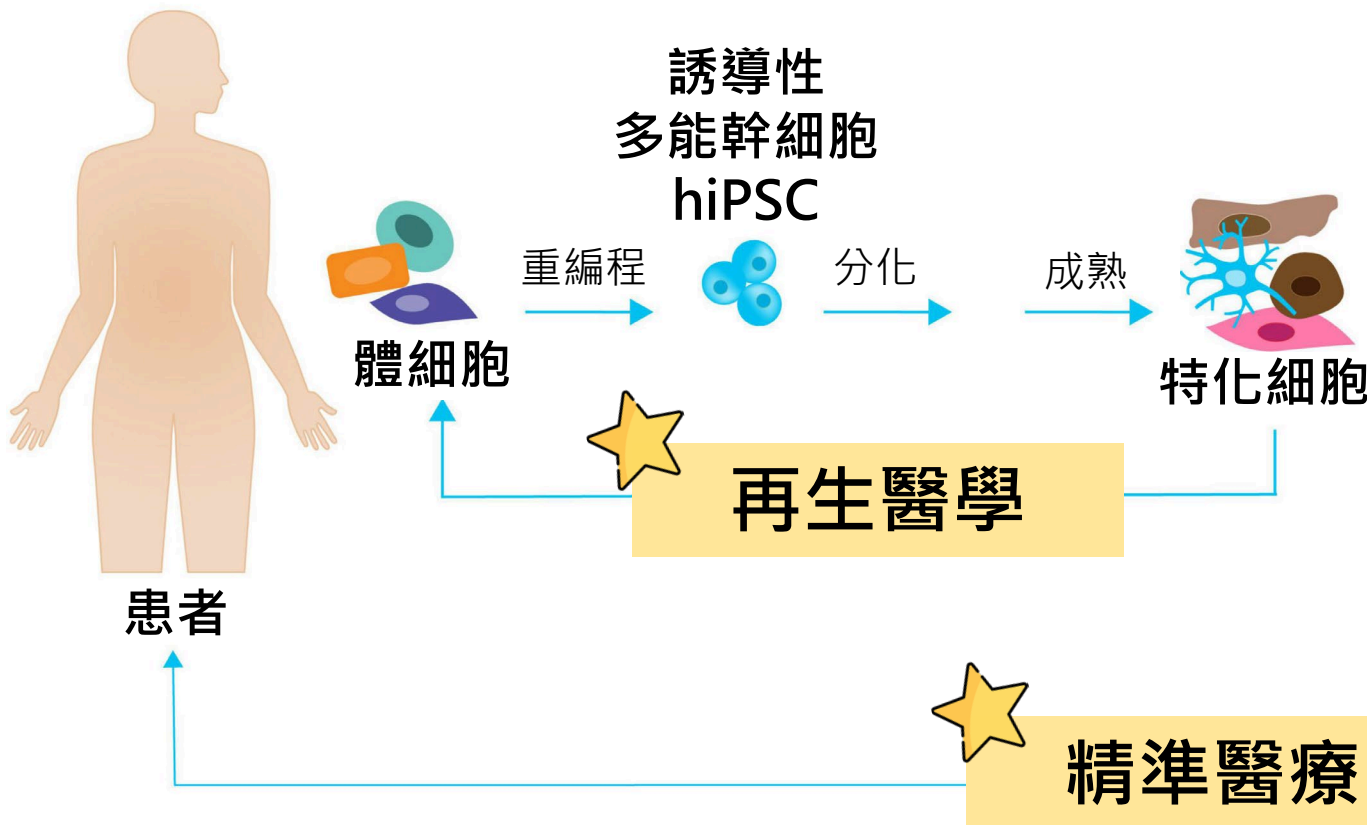 誘導性
多能幹細胞
hiPSC
重編程
分化
成熟
體細胞
特化細胞
再生醫學
患者
精準醫療